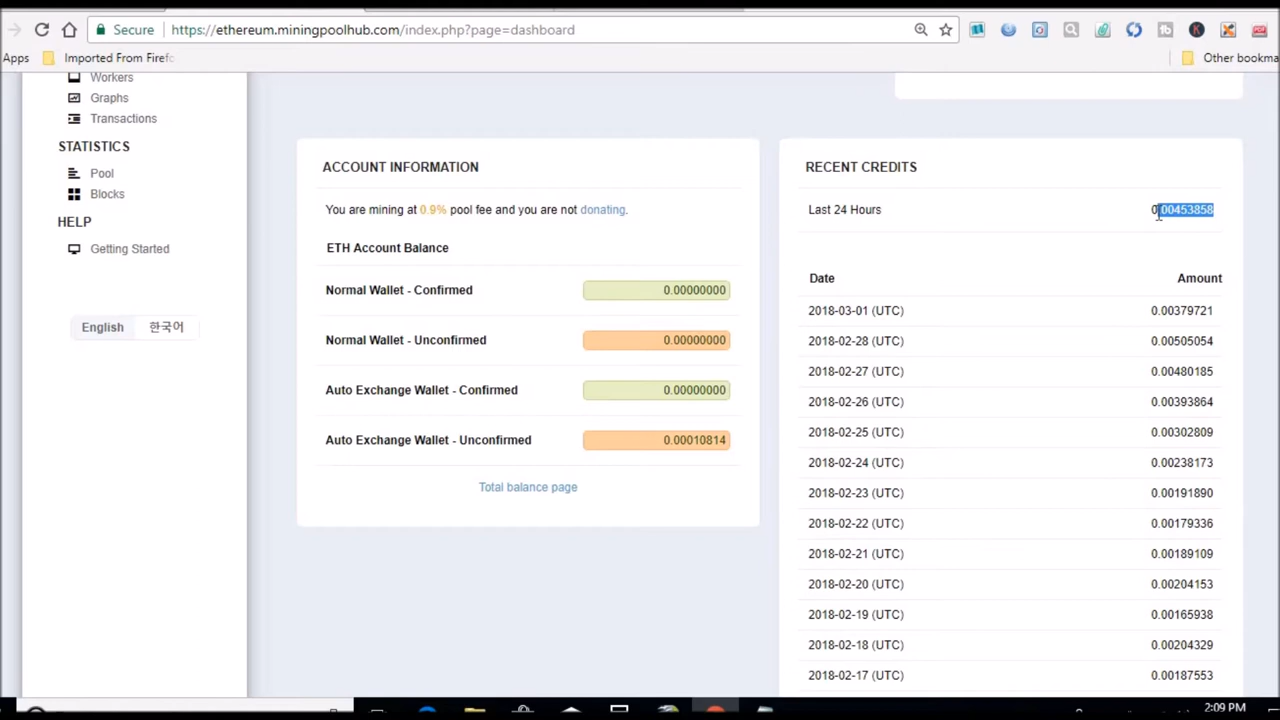 Secure https://ethereum.miningpoolhub.com/index.php?page=dashboard
Apps Imported From Firefo Other bookma
Workers
Graphs
Transactions
STATISTICS
Pool
Blocks
HELP
Getting Started
English 한국어
ACCOUNT INFORMATION
You are mining at 0.9% pool fee and you are not donating.
ETH Account Balance
Normal Wallet - Confirmed 0.00000000
Normal Wallet - Unconfirmed 0.00000000
Auto Exchange Wallet - Confirmed 0.00000000
Auto Exchange Wallet - Unconfirmed 0.00010814
Total balance page
RECENT CREDITS
Last 24 Hours 0.00453858
Date Amount
2018-03-01 (UTC) 0.00379721
2018-02-28 (UTC) 0.00505054
2018-02-27 (UTC) 0.00480185
2018-02-26 (UTC) 0.00393864
2018-02-25 (UTC) 0.00302809
2018-02-24 (UTC) 0.00238173
2018-02-23 (UTC) 0.00191890
2018-02-22 (UTC) 0.00179336
2018-02-21 (UTC) 0.00189109
2018-02-20 (UTC) 0.00204153
2018-02-19 (UTC) 0.00165938
2018-02-18 (UTC) 0.00204329
2018-02-17 (UTC) 0.00187553
2:09 PM